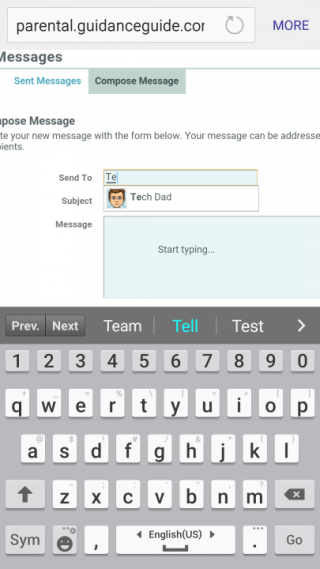 parental.guidanceguide.cor
MORE
Messages
Sent Messages Compose Message
npose Message
te your new message with the form below. Your message can be addresse
pients.
Send To Te
Subject Tech Dad
Message
Start typing...
Prev. Next Team Tell Test
1 2 3 4 5 6 7 8 9 0
q w e r t y u i o p
a s d f g h j k l
z x c v b n m
Sym , English(US) . Go